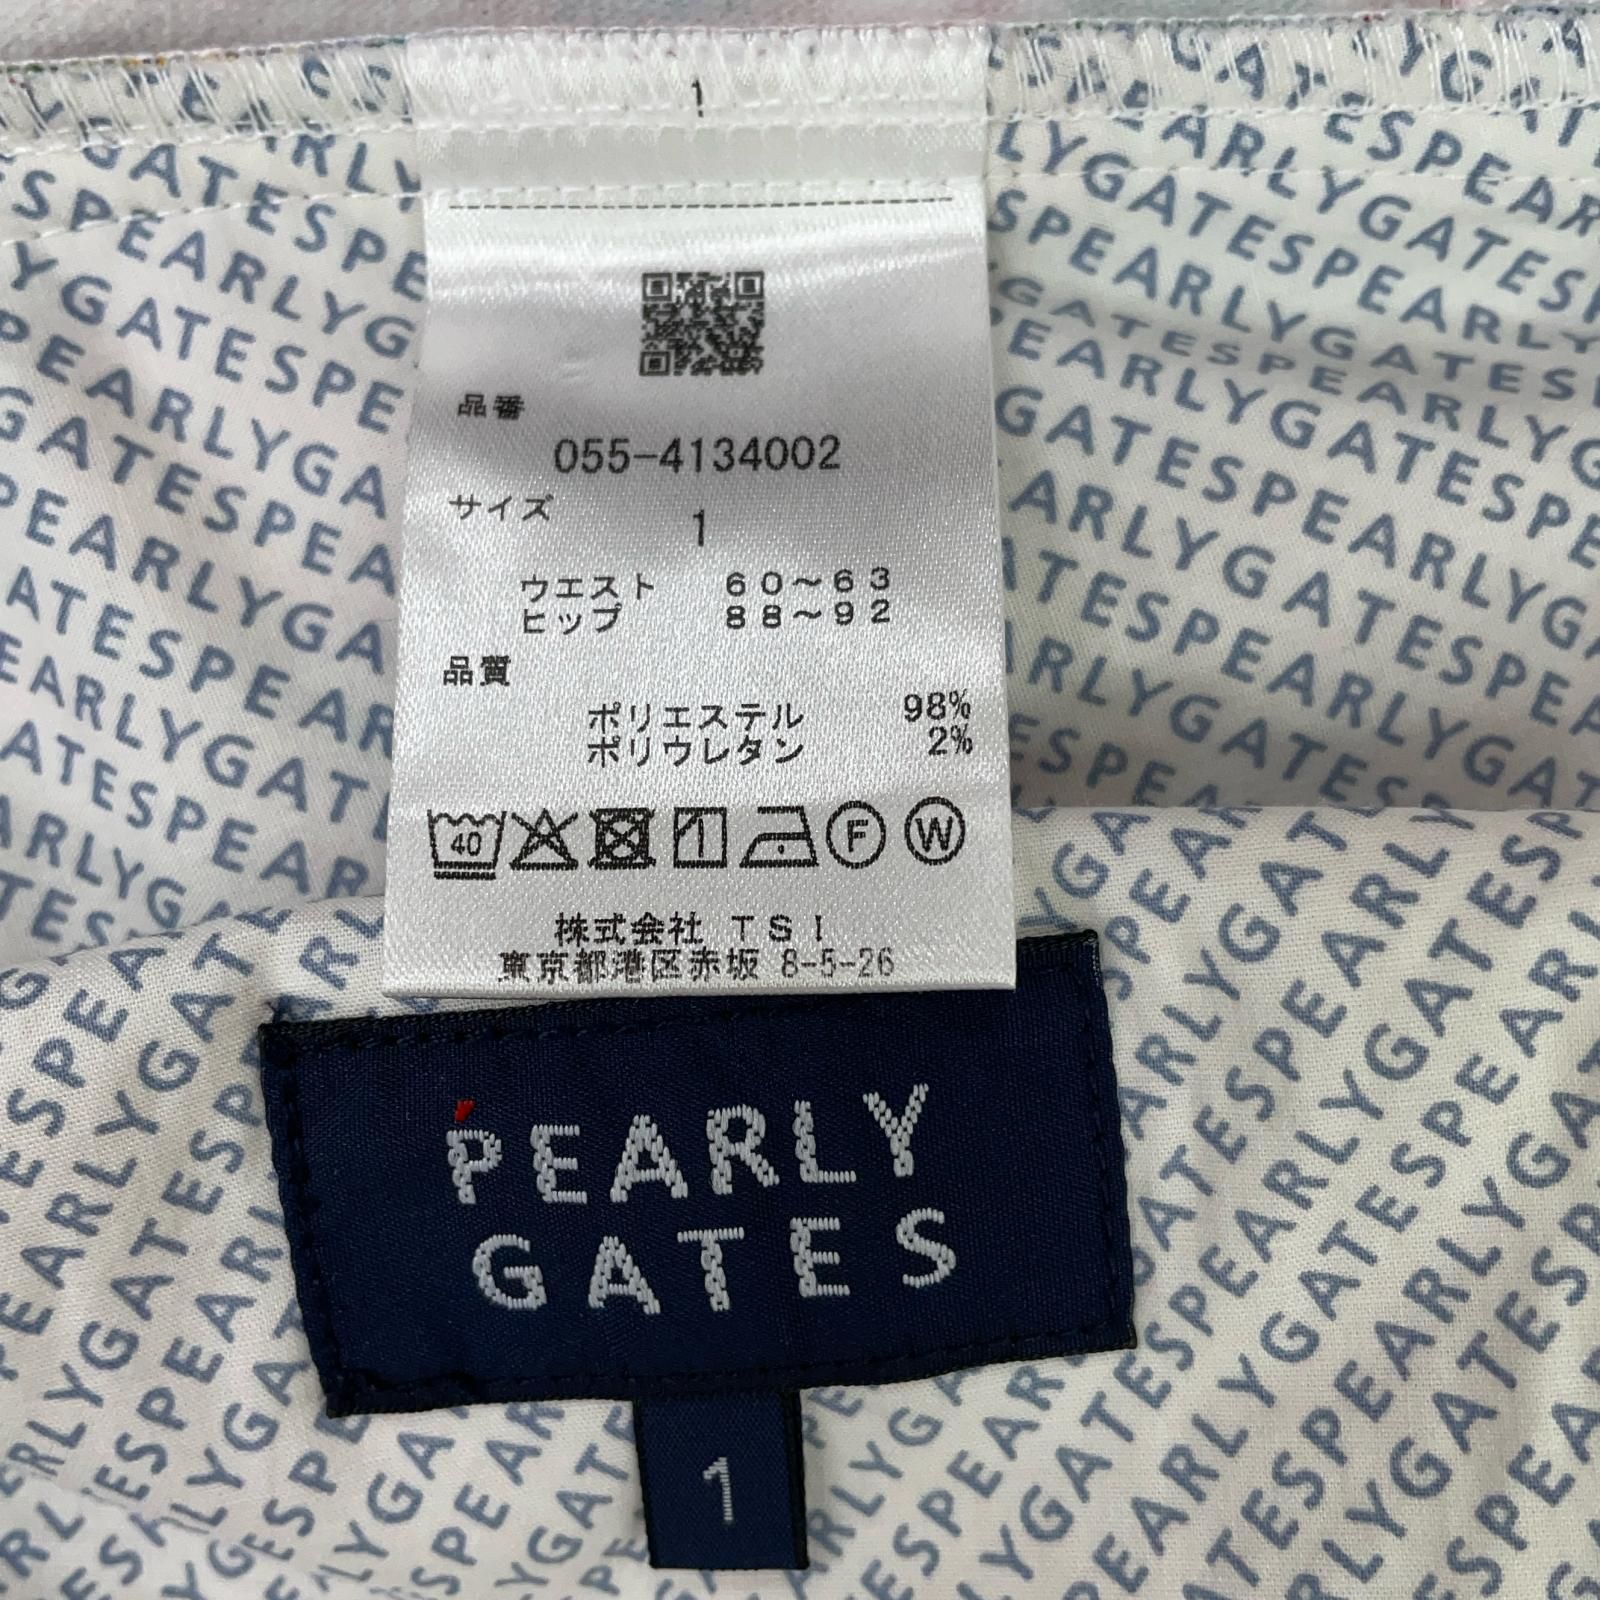 1
品番
055-4134002
サイズ
1
ウエスト 60~63
ヒップ 88~92
品質
ポリエステル 98%
ポリウレタン 2%
40 1 F W
株式会社 TSI
東京都港区赤坂 8-5-26
PEARLY
GATES
1